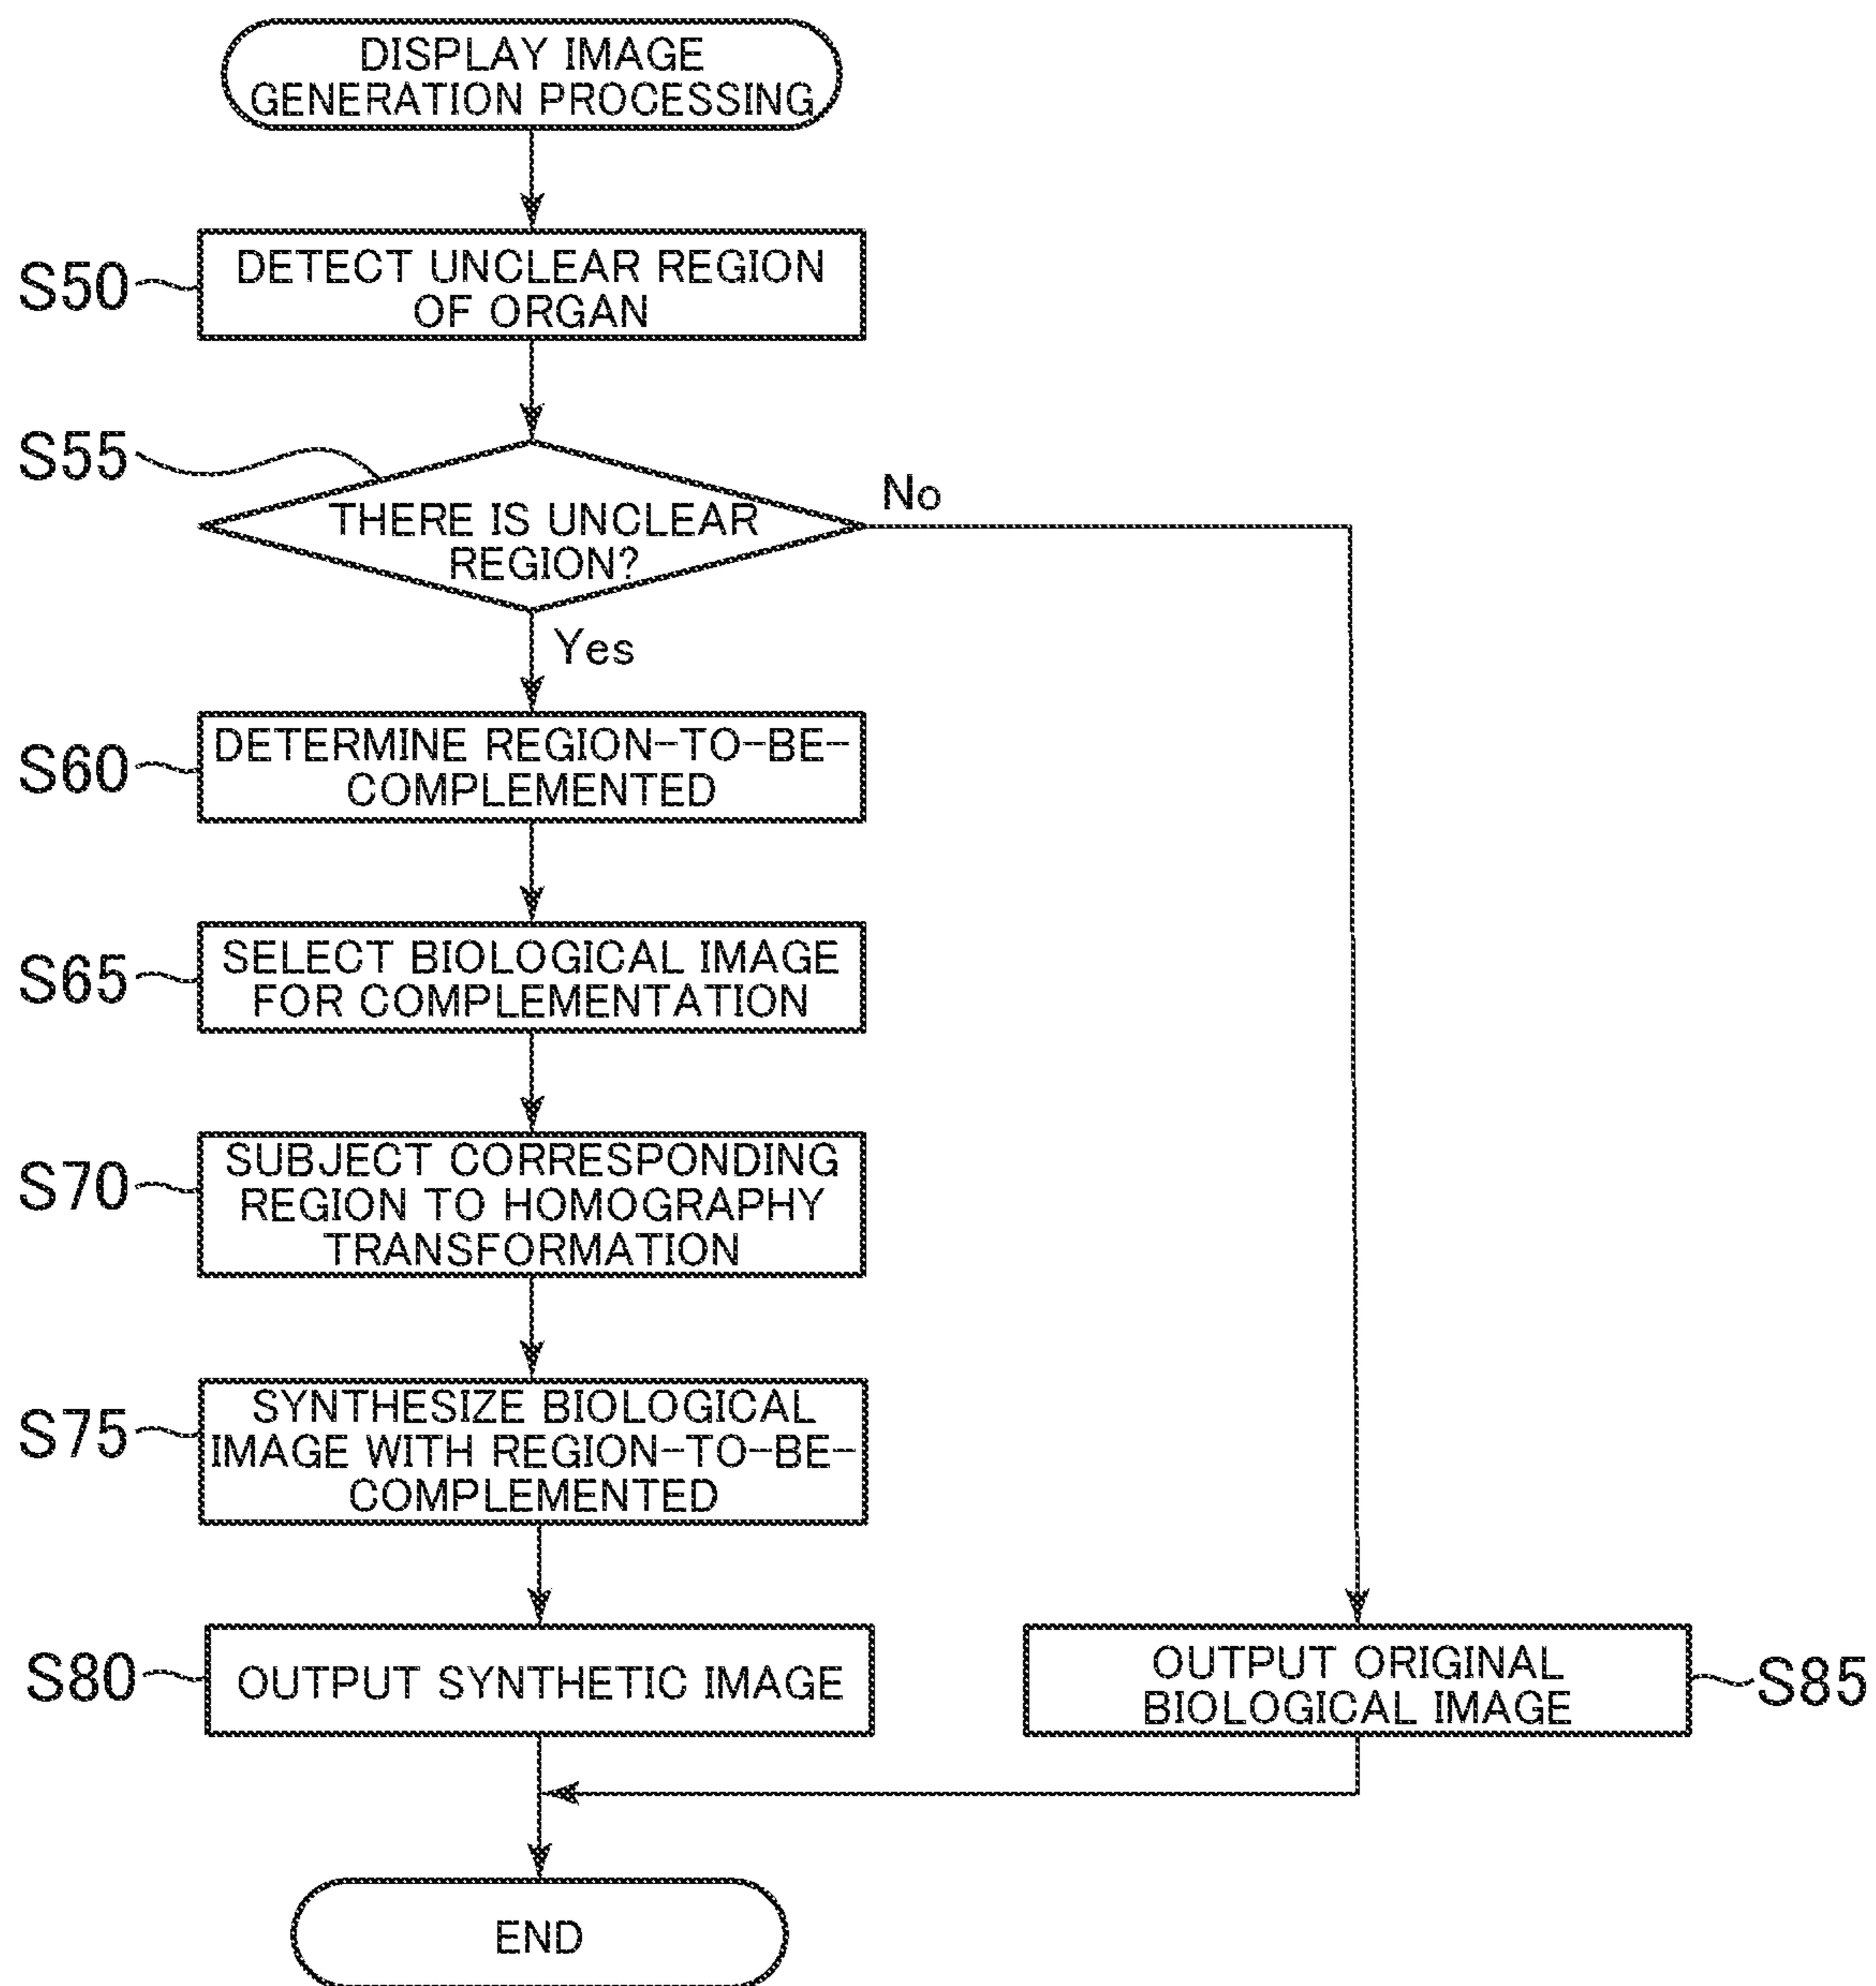 DISPLAY IMAGE
GENERATION PROCESSING
S50
DETECT UNCLEAR REGION
OF ORGAN
S55
THERE IS UNCLEAR
REGION?
No
Yes
S60
DETERMINE REGION-TO-BE-
COMPLEMENTED
S65
SELECT BIOLOGICAL IMAGE
FOR COMPLEMENTATION
S70
SUBJECT CORRESPONDING
REGION TO HOMOGRAPHY
TRANSFORMATION
S75
SYNTHESIZE BIOLOGICAL
IMAGE WITH REGION-TO-BE-
COMPLEMENTED
S80
OUTPUT SYNTHETIC IMAGE
OUTPUT ORIGINAL
BIOLOGICAL IMAGE
S85
END